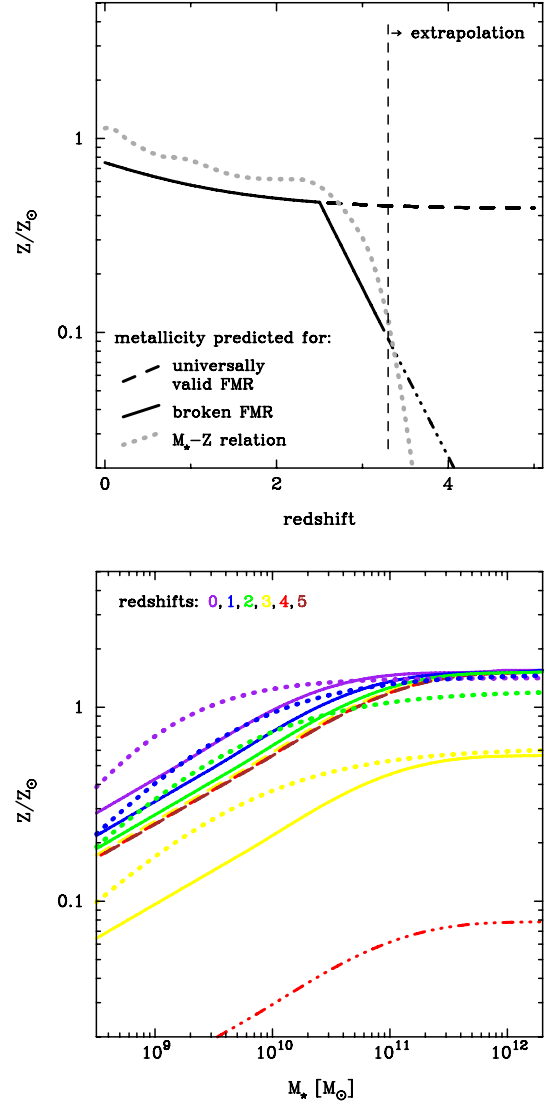 → extrapolation
1
Z/Z⊙
0.1
metallicity predicted for:
universally
valid FMR
broken FMR
M*-Z relation
0 2 4
redshift
redshifts: 0, 1, 2, 3, 4, 5
1
Z/Z⊙
0.1
10⁹ 10¹⁰ 10¹¹ 10¹²
M* [M⊙]